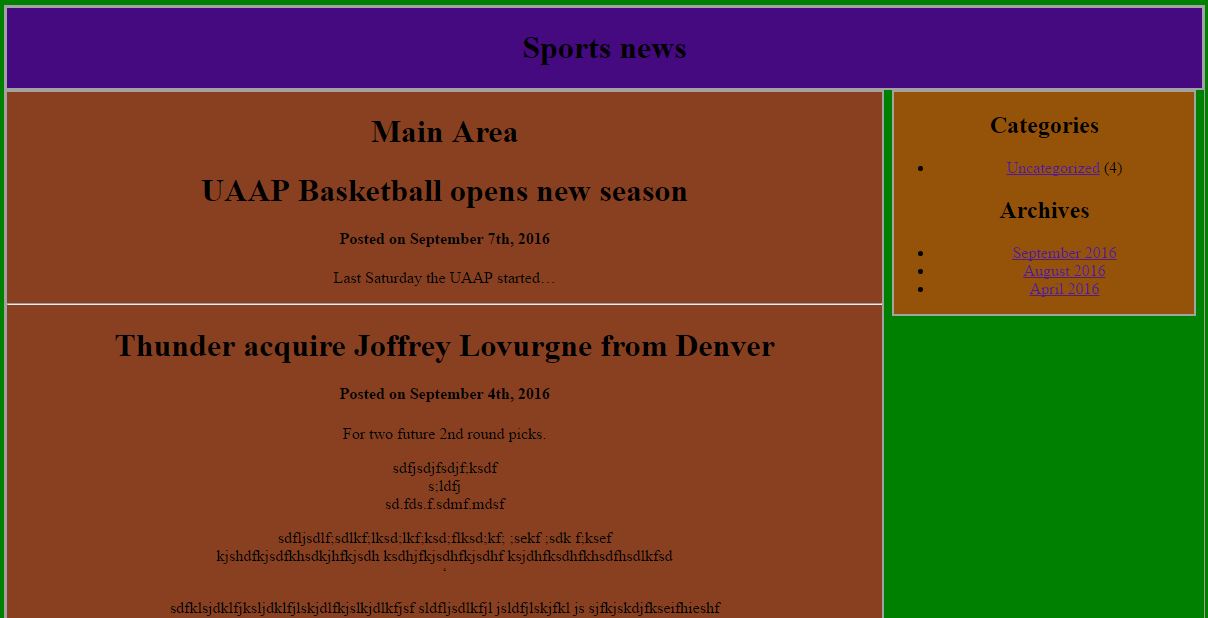 Sports news
Main Area
UAAP Basketball opens new season
Posted on September 7th, 2016
Last Saturday the UAAP started…
Thunder acquire Joffrey Lovurgne from Denver
Posted on September 4th, 2016
For two future 2nd round picks.
sdfjsdjfsdjf;ksdf
s;ldfj
sd.fds.f.sdmf.mdsf
sdfljsdlf;sdlkf;lksd;lkf;ksd;flksd;kf; ;sekf ;sdk f;ksef
kjshdfkjsdfkhsdkjhfkjsdh ksdhjfkjsdhfkjsdhf ksjdhfksdhfkhsdfhsdlkfsd
‘
sdfklsjdklfjksljdklfjlskjdlfkjslkjdlkfjsf sldfljsdlkfjl jsldfjlskjfkl js sjfkjskdjfkseifhieshf
Categories
Uncategorized (4)
Archives
September 2016
August 2016
April 2016